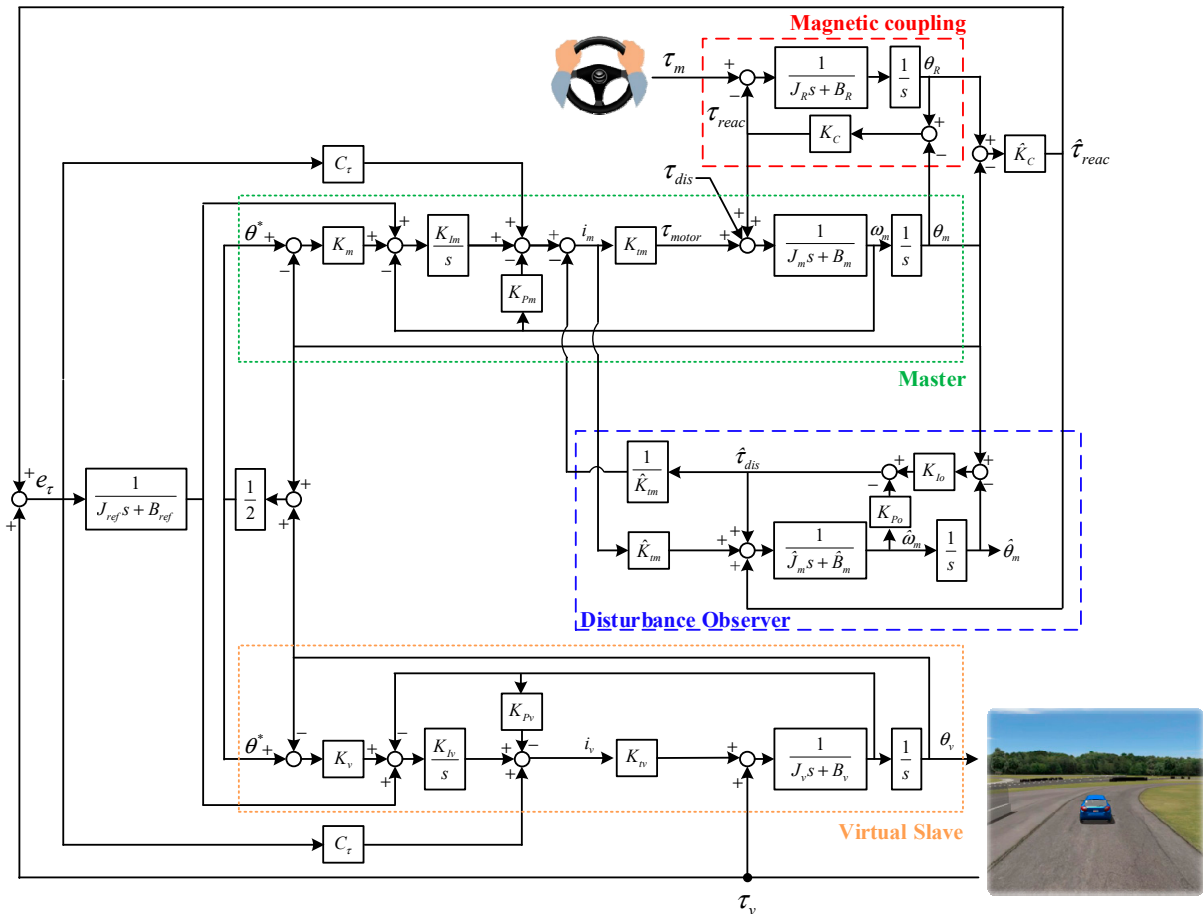 Magnetic coupling
τ_m
+
−
1
J_R s + B_R
1
s
θ_R
τ_reac
K_C
+
−
+
−
K̂_C
τ̂_reac
C_τ
τ_dis
θ*
+
−
K_m
+
+
−
K_Im
s
+
+
−
+
−
i_m
K_tm
τ_motor
+
+
+
1
J_m s + B_m
ω_m
1
s
θ_m
K_Pm
Master
+
e_τ
+
1
J_ref s + B_ref
1
2
+
+
1
K̂_tm
τ̂_dis
+
−
K_Io
+
−
K_Po
K̂_tm
+
+
+
1
Ĵ_m s + B̂_m
ω̂_m
1
s
θ̂_m
Disturbance Observer
K_Pv
θ*
+
−
K_v
+
−
+
K_Iv
s
+
−
+
i_v
K_tv
+
+
1
J_v s + B_v
1
s
θ_v
Virtual Slave
C_τ
τ_v